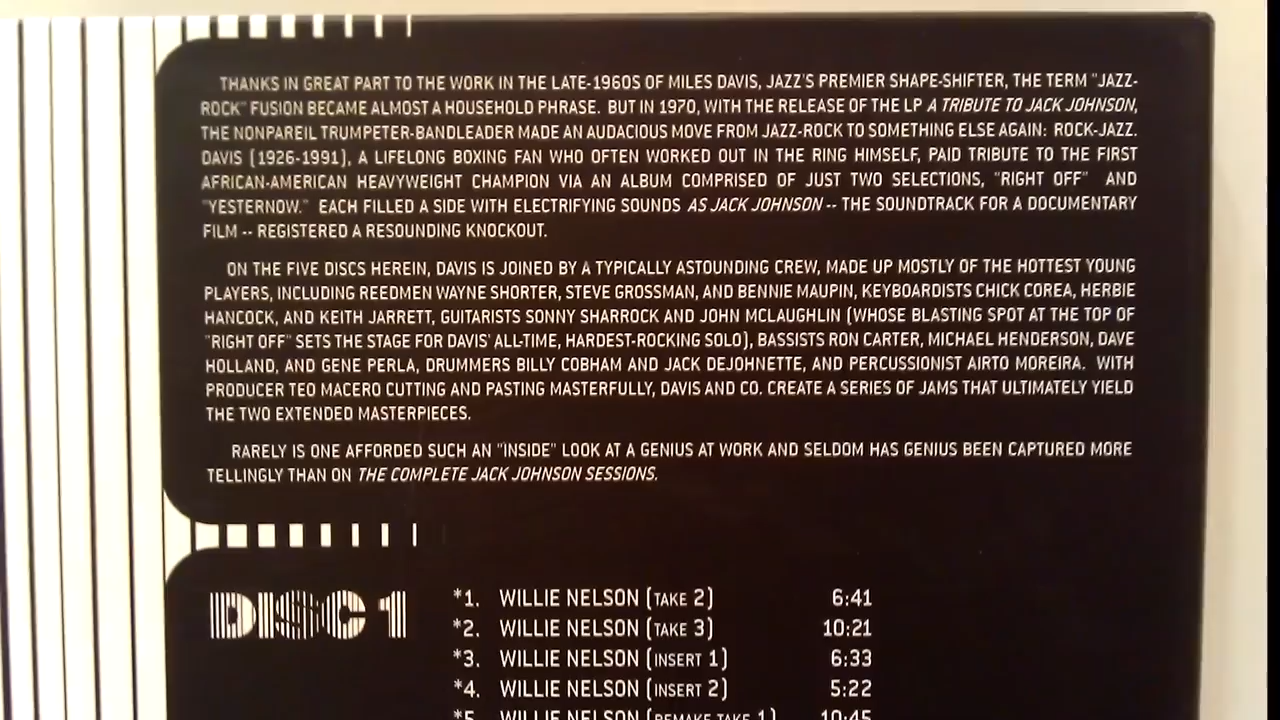 THANKS IN GREAT PART TO THE WORK IN THE LATE-1960S OF MILES DAVIS, JAZZ'S PREMIER SHAPE-SHIFTER, THE TERM "JAZZ-
ROCK" FUSION BECAME ALMOST A HOUSEHOLD PHRASE. BUT IN 1970, WITH THE RELEASE OF THE LP A TRIBUTE TO JACK JOHNSON,
THE NONPAREIL TRUMPETER-BANDLEADER MADE AN AUDACIOUS MOVE FROM JAZZ-ROCK TO SOMETHING ELSE AGAIN: ROCK-JAZZ.
DAVIS (1926-1991), A LIFELONG BOXING FAN WHO OFTEN WORKED OUT IN THE RING HIMSELF, PAID TRIBUTE TO THE FIRST
AFRICAN-AMERICAN HEAVYWEIGHT CHAMPION VIA AN ALBUM COMPRISED OF JUST TWO SELECTIONS, "RIGHT OFF" AND
"YESTERNOW." EACH FILLED A SIDE WITH ELECTRIFYING SOUNDS AS JACK JOHNSON -- THE SOUNDTRACK FOR A DOCUMENTARY
FILM -- REGISTERED A RESOUNDING KNOCKOUT.
ON THE FIVE DISCS HEREIN, DAVIS IS JOINED BY A TYPICALLY ASTOUNDING CREW, MADE UP MOSTLY OF THE HOTTEST YOUNG
PLAYERS, INCLUDING REEDMEN WAYNE SHORTER, STEVE GROSSMAN, AND BENNIE MAUPIN, KEYBOARDISTS CHICK COREA, HERBIE
HANCOCK, AND KEITH JARRETT, GUITARISTS SONNY SHARROCK AND JOHN MCLAUGHLIN (WHOSE BLASTING SPOT AT THE TOP OF
"RIGHT OFF" SETS THE STAGE FOR DAVIS' ALL-TIME, HARDEST-ROCKING SOLO), BASSISTS RON CARTER, MICHAEL HENDERSON, DAVE
HOLLAND, AND GENE PERLA, DRUMMERS BILLY COBHAM AND JACK DEJOHNETTE, AND PERCUSSIONIST AIRTO MOREIRA. WITH
PRODUCER TEO MACERO CUTTING AND PASTING MASTERFULLY, DAVIS AND CO. CREATE A SERIES OF JAMS THAT ULTIMATELY YIELD
THE TWO EXTENDED MASTERPIECES.
RARELY IS ONE AFFORDED SUCH AN "INSIDE" LOOK AT A GENIUS AT WORK AND SELDOM HAS GENIUS BEEN CAPTURED MORE
TELLINGLY THAN ON THE COMPLETE JACK JOHNSON SESSIONS.
DISC 1
*1. WILLIE NELSON (TAKE 2) 6:41
*2. WILLIE NELSON (TAKE 3) 10:21
*3. WILLIE NELSON (INSERT 1) 6:33
*4. WILLIE NELSON (INSERT 2) 5:22
*5. WILLIE NELSON (REMAKE TAKE 1) 10:45